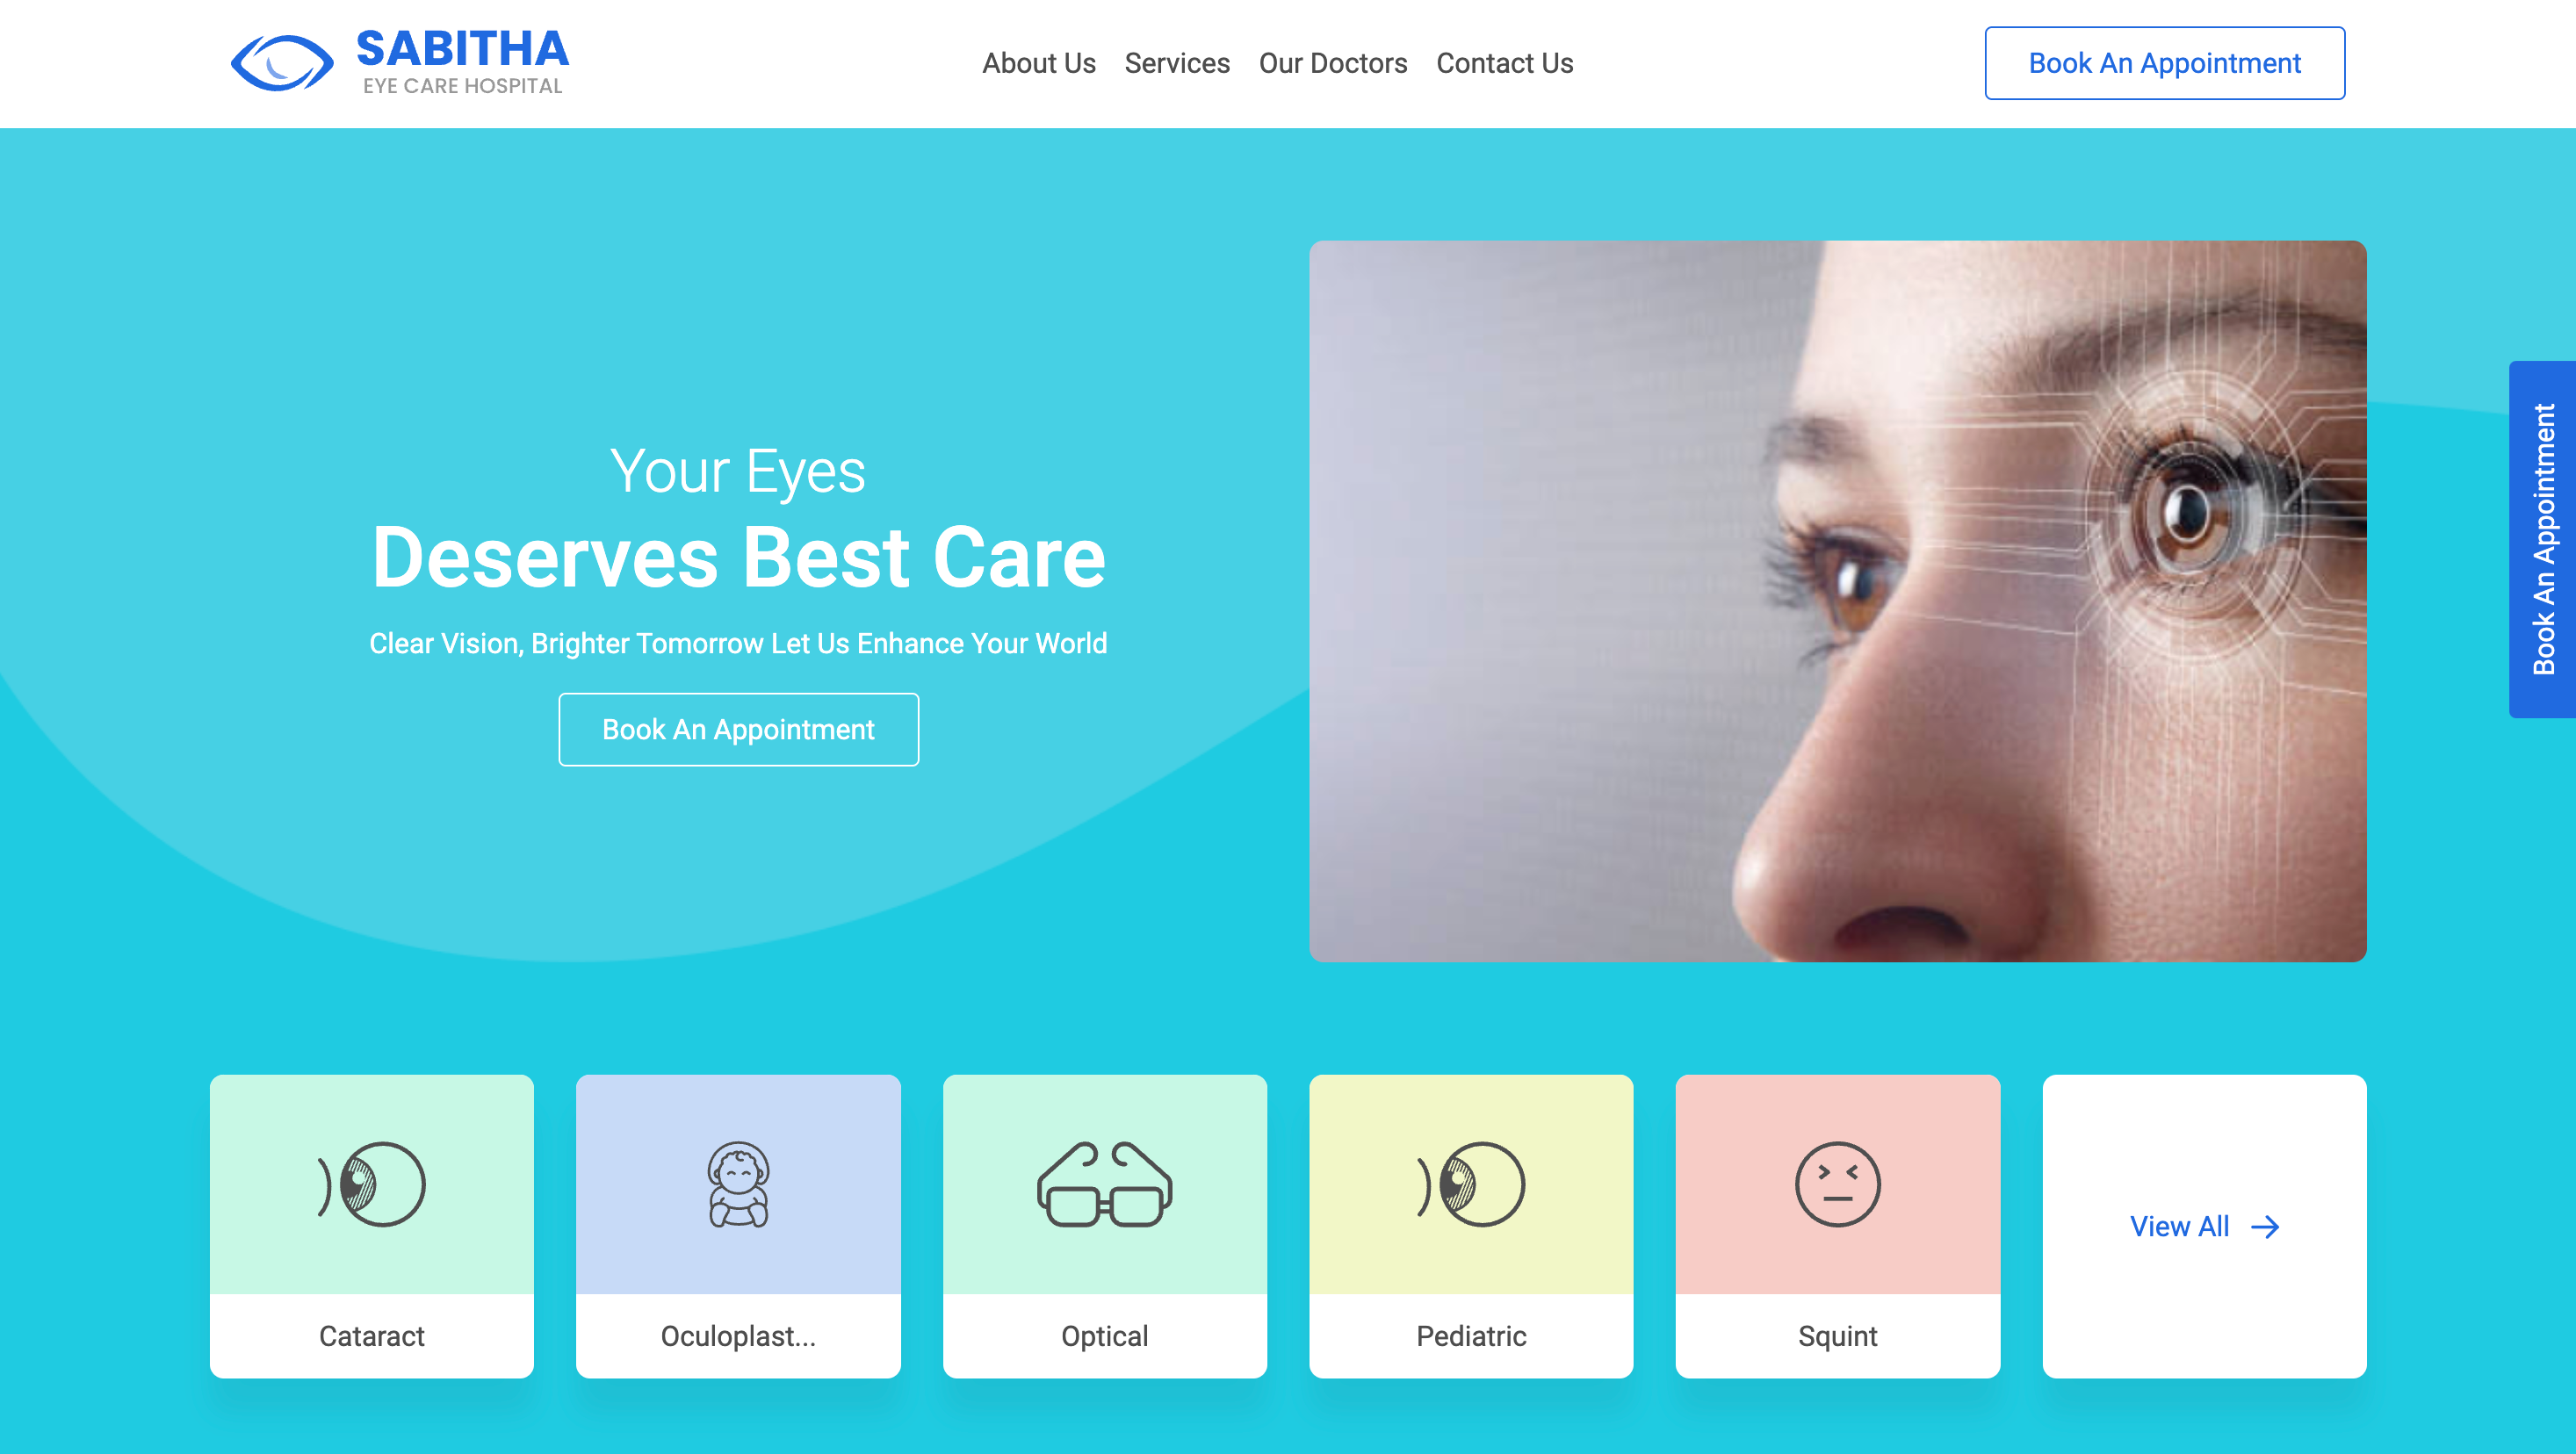 SABITHA
EYE CARE HOSPITAL
About Us Services Our Doctors Contact Us
Book An Appointment
Your Eyes
Deserves Best Care
Clear Vision, Brighter Tomorrow Let Us Enhance Your World
Book An Appointment
Book An Appointment
Cataract
Oculoplast...
Optical
Pediatric
Squint
View All